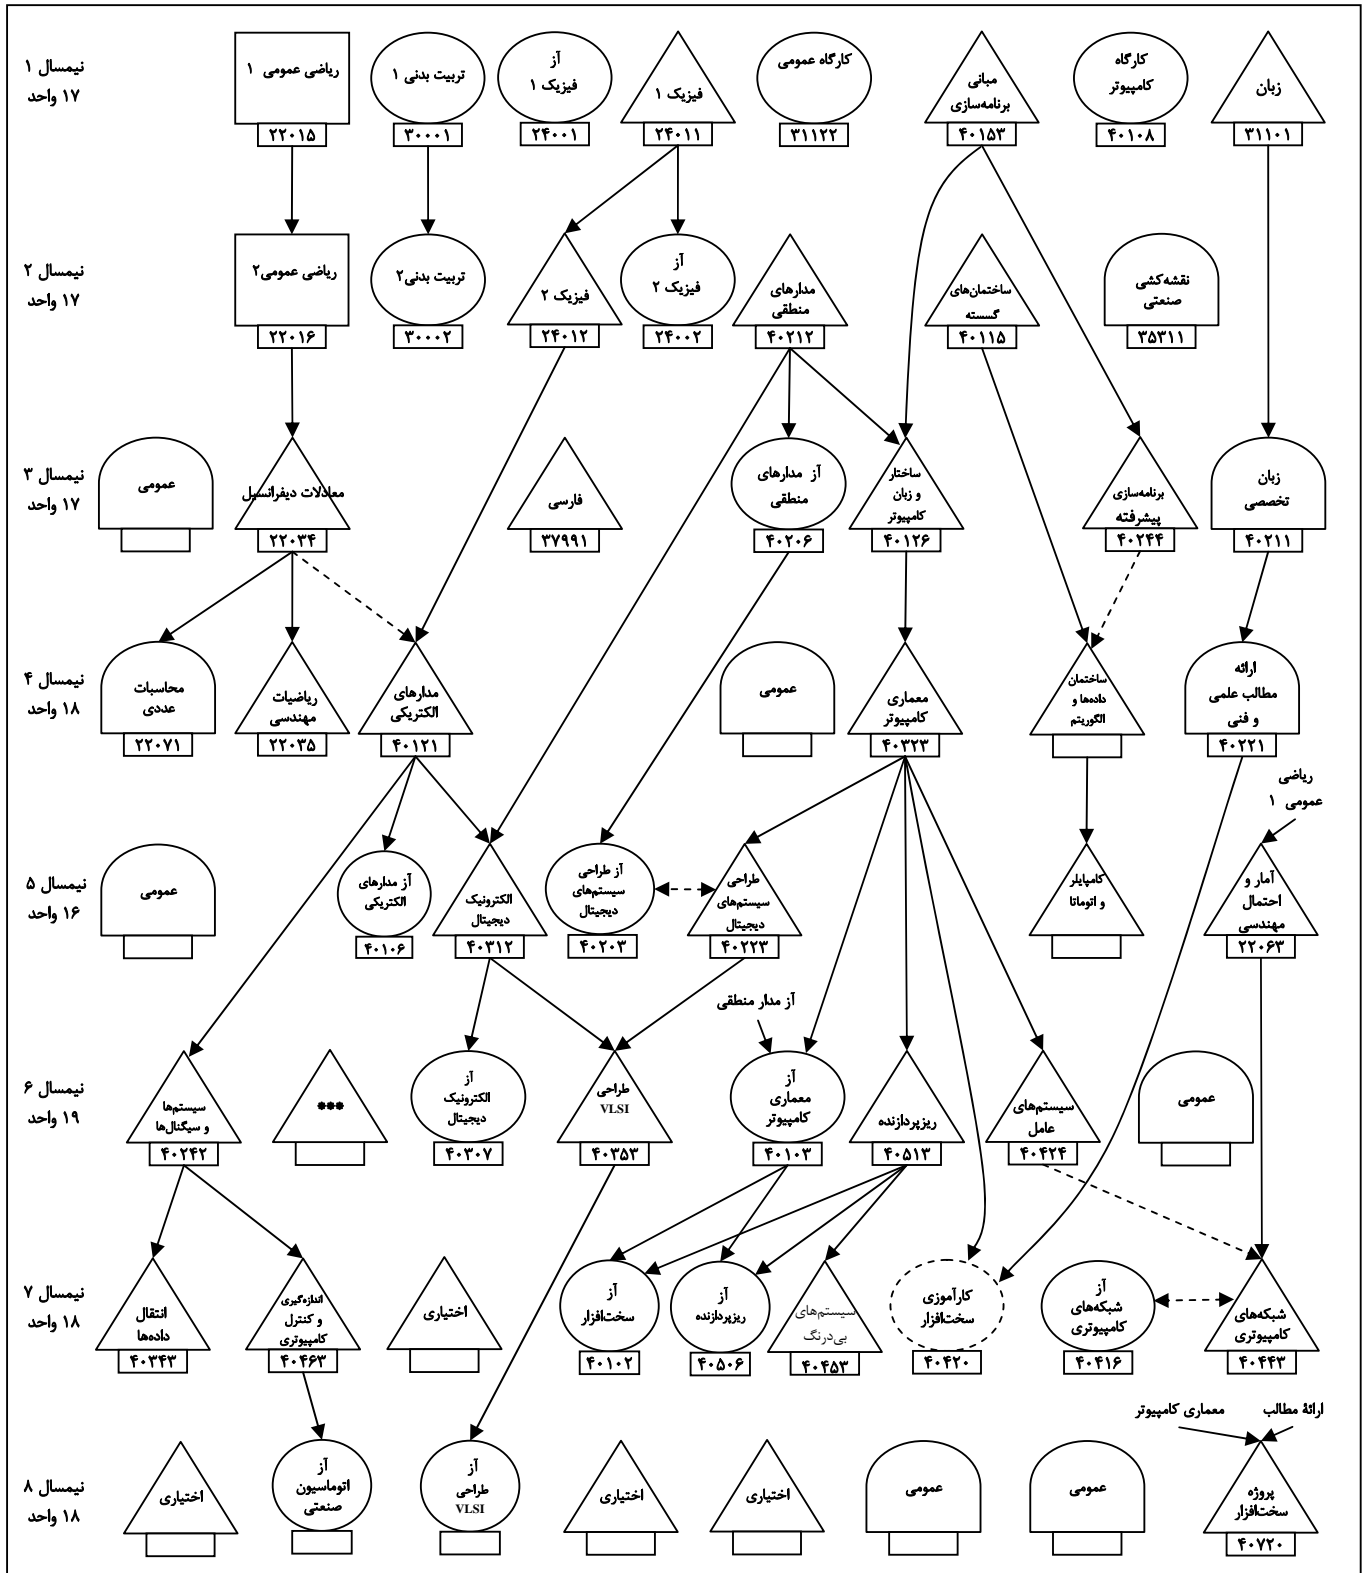 نیمسال ۱
۱۷ واحد
زبان
۳۱۱۰۱
کارگاه
کامپیوتر
۴۰۱۰۸
مبانی
برنامه‌سازی
۴۰۱۵۳
کارگاه عمومی
۳۱۱۲۲
فیزیک ۱
۲۴۰۱۱
آز
فیزیک ۱
۲۴۰۰۱
تربیت بدنی ۱
۳۰۰۰۱
ریاضی عمومی ۱
۲۲۰۱۵
نیمسال ۲
۱۷ واحد
نقشه‌کشی
صنعتی
۳۵۳۱۱
ساختمان‌های
گسسته
۴۰۱۱۵
مدارهای
منطقی
۴۰۲۱۲
آز
فیزیک ۲
۲۴۰۰۲
فیزیک ۲
۲۴۰۱۲
تربیت بدنی۲
۳۰۰۰۲
ریاضی عمومی۲
۲۲۰۱۶
نیمسال ۳
۱۷ واحد
زبان
تخصصی
۴۰۲۱۱
برنامه‌سازی
پیشرفته
۴۰۲۴۴
ساختار
و زبان
کامپیوتر
۴۰۱۲۶
آز مدارهای
منطقی
۴۰۲۰۶
فارسی
۳۷۹۹۱
معادلات دیفرانسیل
۲۲۰۳۴
عمومی
نیمسال ۴
۱۸ واحد
ارائه
مطالب علمی
و فنی
۴۰۲۲۱
ساختمان
داده‌ها و
الگوریتم
معماری
کامپیوتر
۴۰۳۲۳
عمومی
مدارهای
الکتریکی
۴۰۱۲۱
ریاضیات
مهندسی
۲۲۰۳۵
محاسبات
عددی
۲۲۰۷۱
ریاضی
عمومی ۱
نیمسال ۵
۱۶ واحد
آمار و
احتمال
مهندسی
۲۲۰۶۳
کامپایلر
و اتوماتا
طراحی
سیستم‌های
دیجیتال
۴۰۲۲۳
آز طراحی
سیستم‌های
دیجیتال
۴۰۲۰۳
الکترونیک
دیجیتال
۴۰۳۱۲
آز مدارهای
الکتریکی
۴۰۱۰۶
عمومی
آز مدار منطقی
نیمسال ۶
۱۹ واحد
عمومی
سیستم‌های
عامل
۴۰۴۲۴
ریزپردازنده
۴۰۵۱۳
آز
معماری
کامپیوتر
۴۰۱۰۳
طراحی
VLSI
۴۰۳۵۳
آز
الکترونیک
دیجیتال
۴۰۳۰۷
***
سیستم‌ها
و سیگنال‌ها
۴۰۲۴۲
نیمسال ۷
۱۸ واحد
شبکه‌های
کامپیوتری
۴۰۴۴۳
آز
شبکه‌های
کامپیوتری
۴۰۴۱۶
کارآموزی
سخت‌افزار
۴۰۴۲۰
سیستم‌های
بی‌درنگ
۴۰۴۵۳
آز
ریزپردازنده
۴۰۵۰۶
آز
سخت‌افزار
۴۰۱۰۲
اختیاری
اندازه‌گیری
و کنترل
کامپیوتری
۴۰۴۶۳
انتقال
داده‌ها
۴۰۳۴۳
ارائهٔ مطالب
معماری کامپیوتر
نیمسال ۸
۱۸ واحد
پروژه
سخت‌افزار
۴۰۷۲۰
عمومی
عمومی
اختیاری
اختیاری
آز
طراحی
VLSI
آز
اتوماسیون
صنعتی
اختیاری